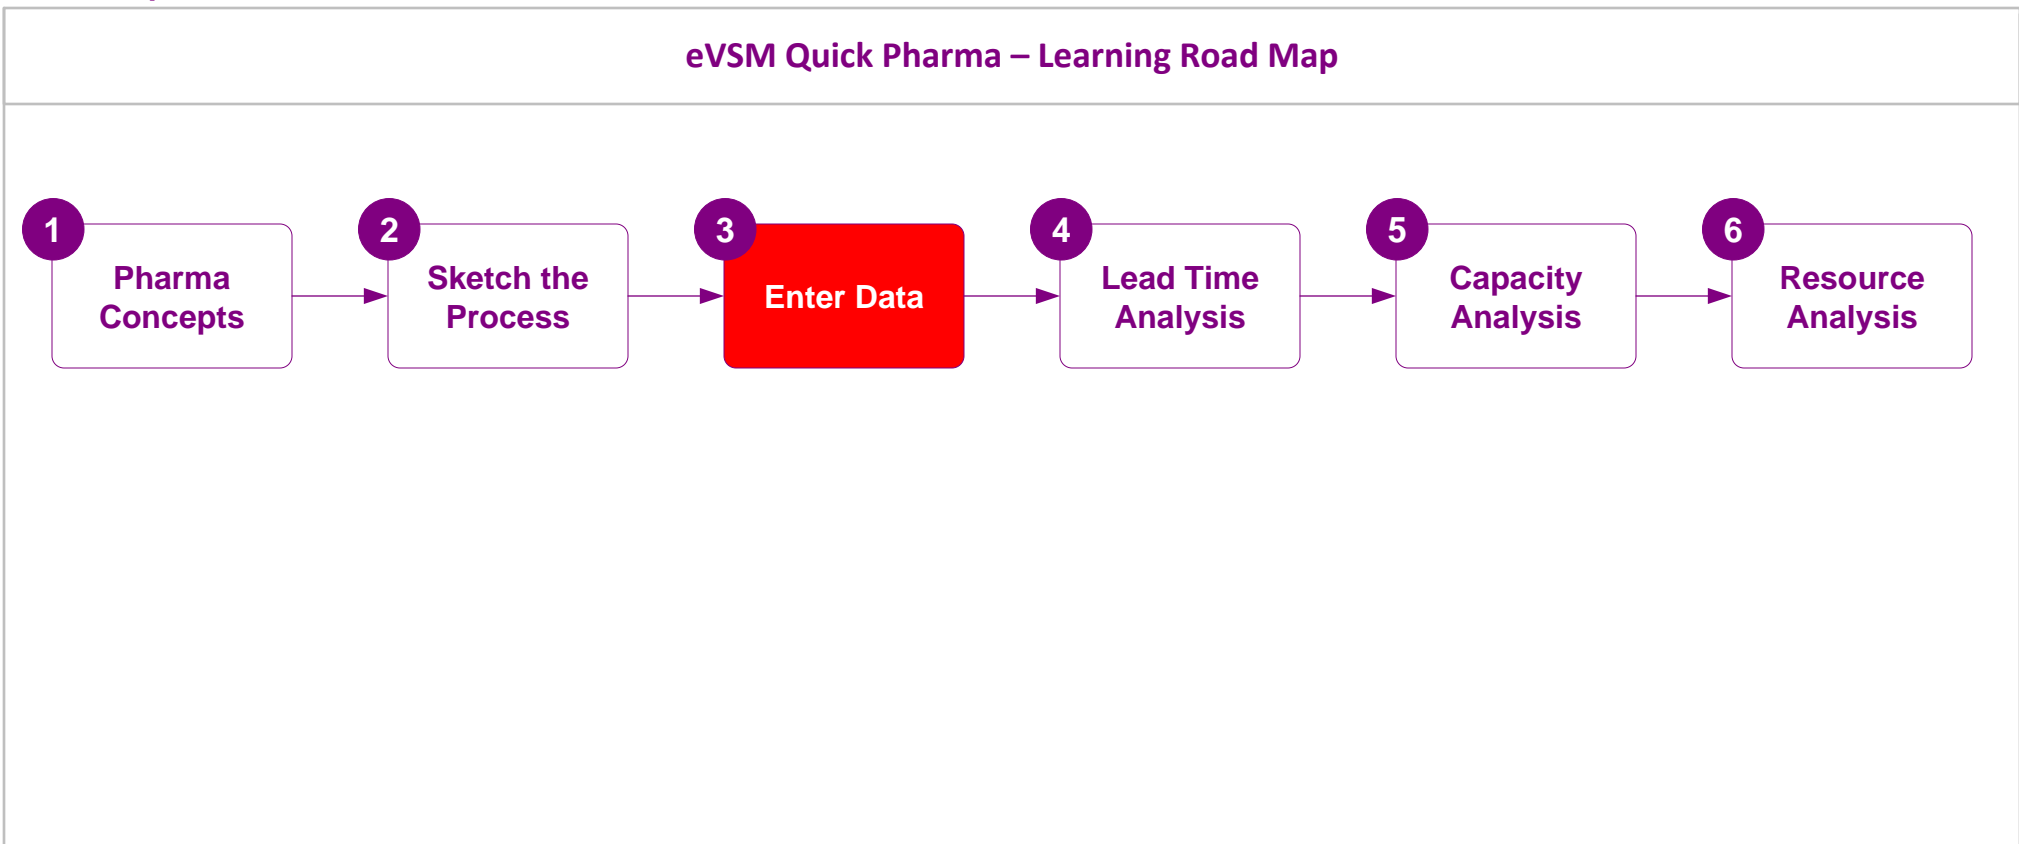 eVSM Quick Pharma – Learning Road Map
1
Pharma
Concepts
2
Sketch the
Process
3
Enter Data
4
Lead Time
Analysis
5
Capacity
Analysis
6
Resource
Analysis